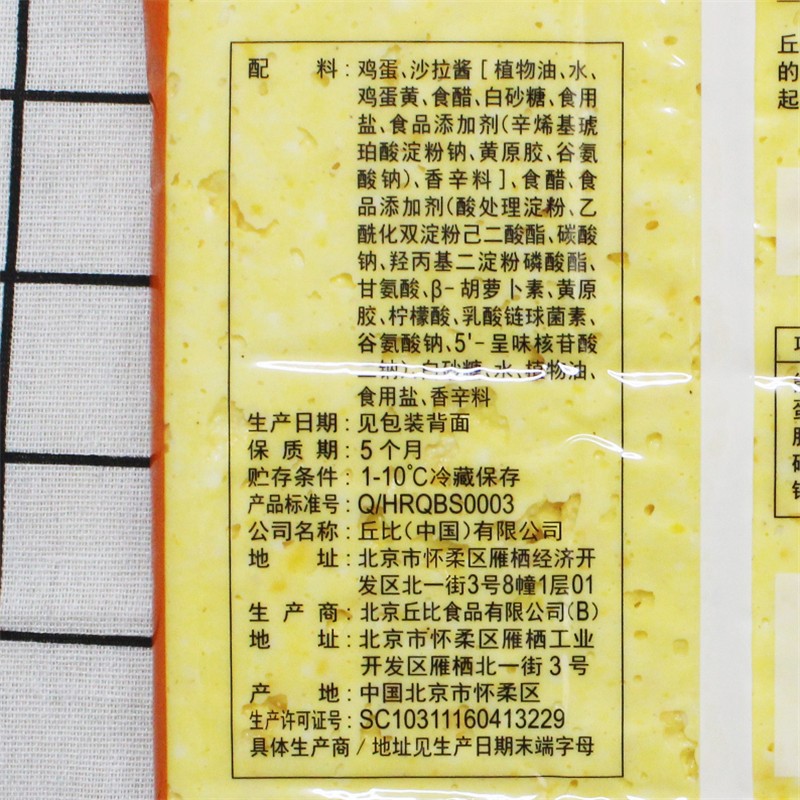 配 料：鸡蛋、沙拉酱［植物油、水、
鸡蛋黄、食醋、白砂糖、食用
盐、食品添加剂(辛烯基琥
珀酸淀粉钠、黄原胶、谷氨
酸钠)、香辛料］、食醋、食
品添加剂(酸处理淀粉、乙
酰化双淀粉己二酸酯、碳酸
钠、羟丙基二淀粉磷酸酯、
甘氨酸、β-胡萝卜素、黄原
胶、柠檬酸、乳酸链球菌素、
谷氨酸钠、5'-呈味核苷酸
二钠)、白砂糖、水、植物油、
食用盐、香辛料
生产日期：见包装背面
保 质 期：5个月
贮存条件：1-10℃冷藏保存
产品标准号：Q/HRQBS0003
公司名称：丘比(中国)有限公司
地 址：北京市怀柔区雁栖经济开
发区北一街3号8幢1层01
生 产 商：北京丘比食品有限公司(B)
地 址：北京市怀柔区雁栖工业
开发区雁栖北一街3号
产 地：中国北京市怀柔区
生产许可证号：SC10311160413229
具体生产商/地址见生产日期末端字母
丘
的
起